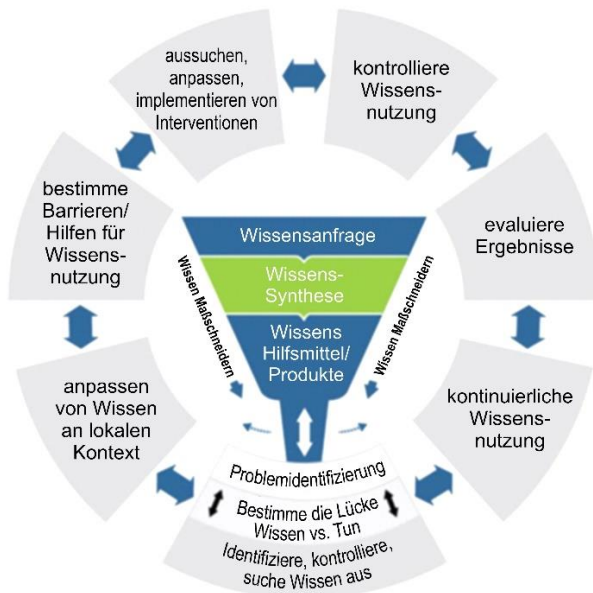 aussuchen,
anpassen,
implementieren von
Interventionen
kontrolliere
Wissens-
nutzung
bestimme
Barrieren/
Hilfen für
Wissens-
nutzung
evaluiere
Ergebnisse
Wissensanfrage
Wissens-
Synthese
Wissens
Hilfsmittel/
Produkte
Wissen Maßschneidern
Wissen Maßschneidern
anpassen
von Wissen
an lokalen
Kontext
kontinuierliche
Wissens-
nutzung
Problemidentifizierung
Bestimme die Lücke
Wissen vs. Tun
Identifiziere, kontrolliere,
suche Wissen aus